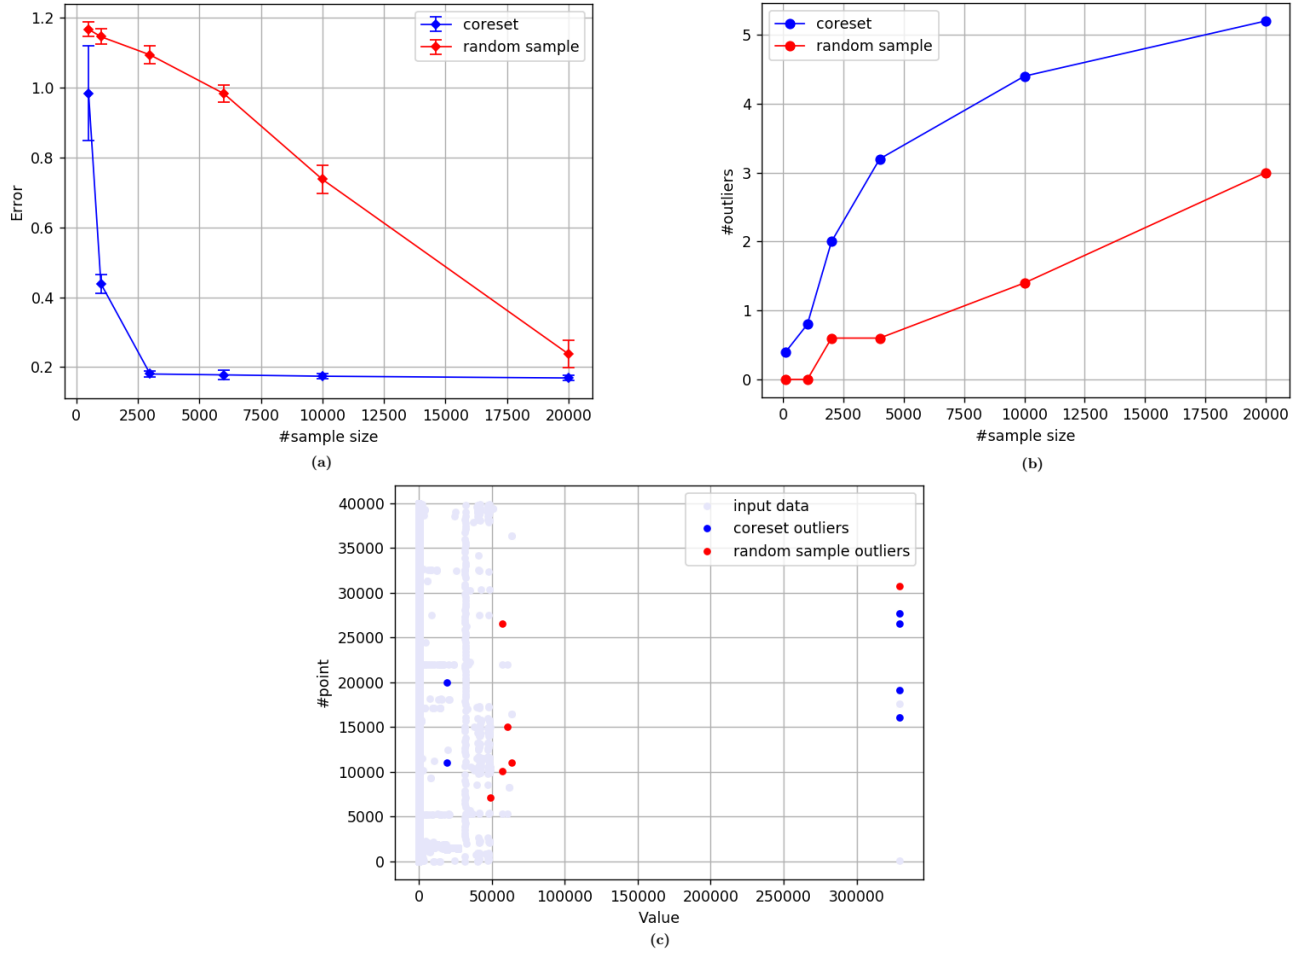 1.2
1.0
0.8
0.6
0.4
0.2
Error
coreset
random sample
0 2500 5000 7500 10000 12500 15000 17500 20000
#sample size
(a)
5
4
3
2
1
0
#outliers
coreset
random sample
0 2500 5000 7500 10000 12500 15000 17500 20000
#sample size
(b)
40000
35000
30000
25000
20000
15000
10000
5000
0
#point
input data
coreset outliers
random sample outliers
0 50000 100000 150000 200000 250000 300000
Value
(c)